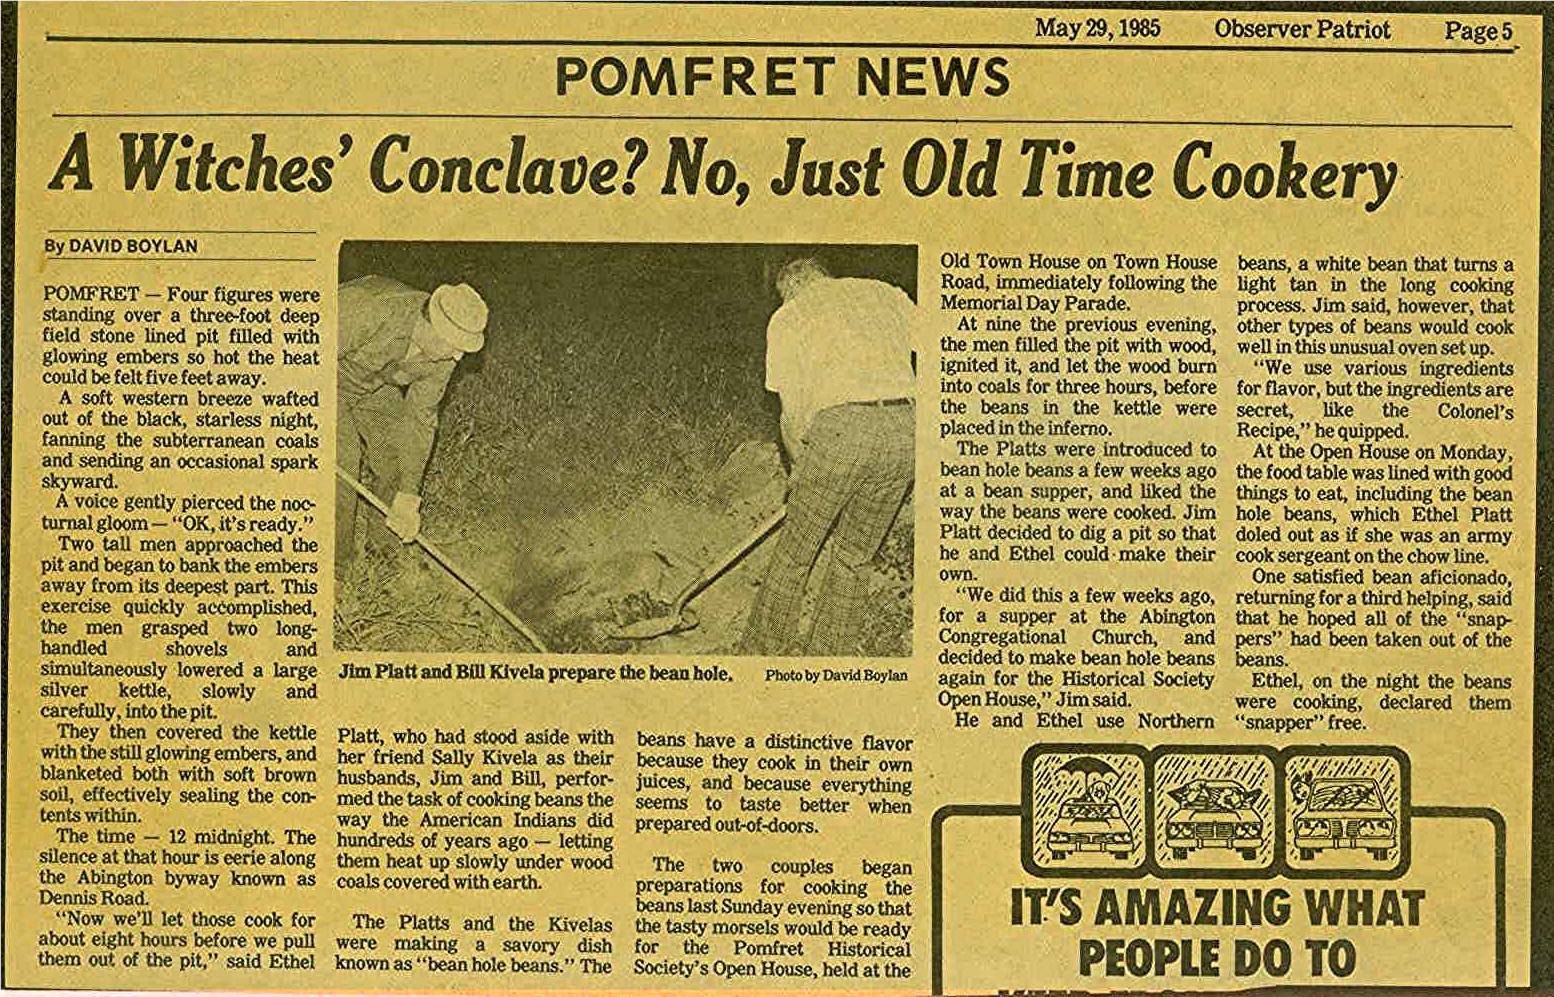 May 29, 1985 Observer Patriot Page 5
POMFRET NEWS
A Witches' Conclave? No, Just Old Time Cookery
By DAVID BOYLAN
POMFRET — Four figures were
standing over a three-foot deep
field stone lined pit filled with
glowing embers so hot the heat
could be felt five feet away.
A soft western breeze wafted
out of the black, starless night,
fanning the subterranean coals
and sending an occasional spark
skyward.
A voice gently pierced the noc-
turnal gloom — "OK, it's ready."
Two tall men approached the
pit and began to bank the embers
away from its deepest part. This
exercise quickly accomplished,
the men grasped two long-
handled shovels and
simultaneously lowered a large
silver kettle, slowly and
carefully, into the pit.
They then covered the kettle
with the still glowing embers, and
blanketed both with soft brown
soil, effectively sealing the con-
tents within.
The time — 12 midnight. The
silence at that hour is eerie along
the Abington byway known as
Dennis Road.
"Now we'll let those cook for
about eight hours before we pull
them out of the pit," said Ethel
Jim Platt and Bill Kivela prepare the bean hole.
Photo by David Boylan
Platt, who had stood aside with
her friend Sally Kivela as their
husbands, Jim and Bill, perfor-
med the task of cooking beans the
way the American Indians did
hundreds of years ago — letting
them heat up slowly under wood
coals covered with earth.
The Platts and the Kivelas
were making a savory dish
known as "bean hole beans." The
beans have a distinctive flavor
because they cook in their own
juices, and because everything
seems to taste better when
prepared out-of-doors.
The two couples began
preparations for cooking the
beans last Sunday evening so that
the tasty morsels would be ready
for the Pomfret Historical
Society's Open House, held at the
Old Town House on Town House
Road, immediately following the
Memorial Day Parade.
At nine the previous evening,
the men filled the pit with wood,
ignited it, and let the wood burn
into coals for three hours, before
the beans in the kettle were
placed in the inferno.
The Platts were introduced to
bean hole beans a few weeks ago
at a bean supper, and liked the
way the beans were cooked. Jim
Platt decided to dig a pit so that
he and Ethel could make their
own.
"We did this a few weeks ago,
for a supper at the Abington
Congregational Church, and
decided to make bean hole beans
again for the Historical Society
Open House," Jim said.
He and Ethel use Northern
beans, a white bean that turns a
light tan in the long cooking
process. Jim said, however, that
other types of beans would cook
well in this unusual oven set up.
"We use various ingredients
for flavor, but the ingredients are
secret, like the Colonel's
Recipe," he quipped.
At the Open House on Monday,
the food table was lined with good
things to eat, including the bean
hole beans, which Ethel Platt
doled out as if she was an army
cook sergeant on the chow line.
One satisfied bean aficionado,
returning for a third helping, said
that he hoped all of the "snap-
pers" had been taken out of the
beans.
Ethel, on the night the beans
were cooking, declared them
"snapper" free.
IT'S AMAZING WHAT
PEOPLE DO TO